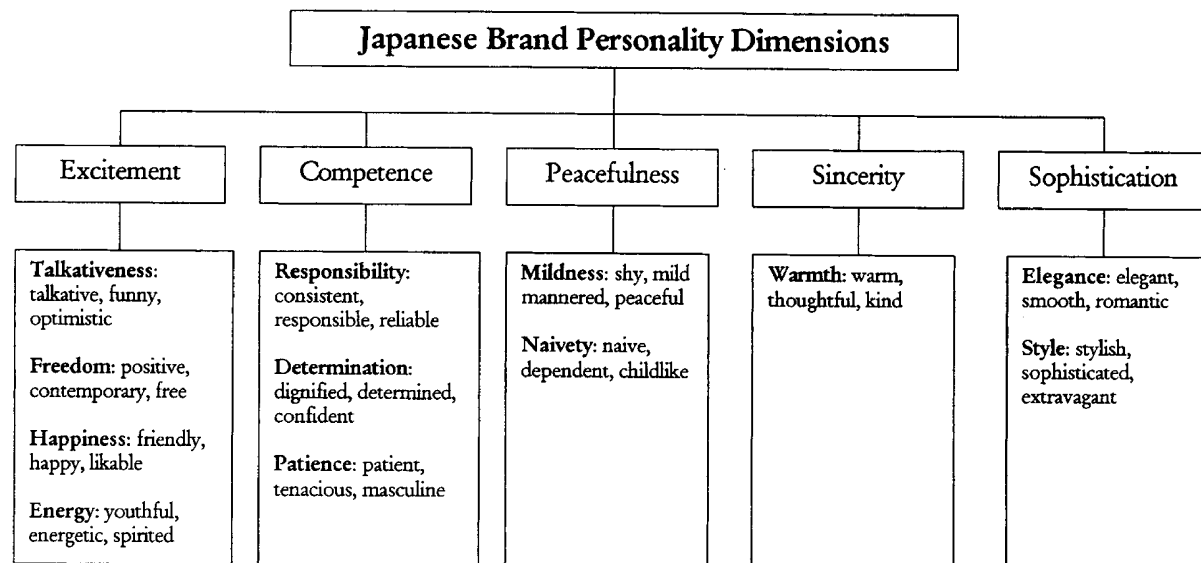 Japanese Brand Personality Dimensions
Excitement
Talkativeness:
talkative, funny,
optimistic
Freedom: positive,
contemporary, free
Happiness: friendly,
happy, likable
Energy: youthful,
energetic, spirited
Competence
Responsibility:
consistent,
responsible, reliable
Determination:
dignified, determined,
confident
Patience: patient,
tenacious, masculine
Peacefulness
Mildness: shy, mild
mannered, peaceful
Naivety: naive,
dependent, childlike
Sincerity
Warmth: warm,
thoughtful, kind
Sophistication
Elegance: elegant,
smooth, romantic
Style: stylish,
sophisticated,
extravagant